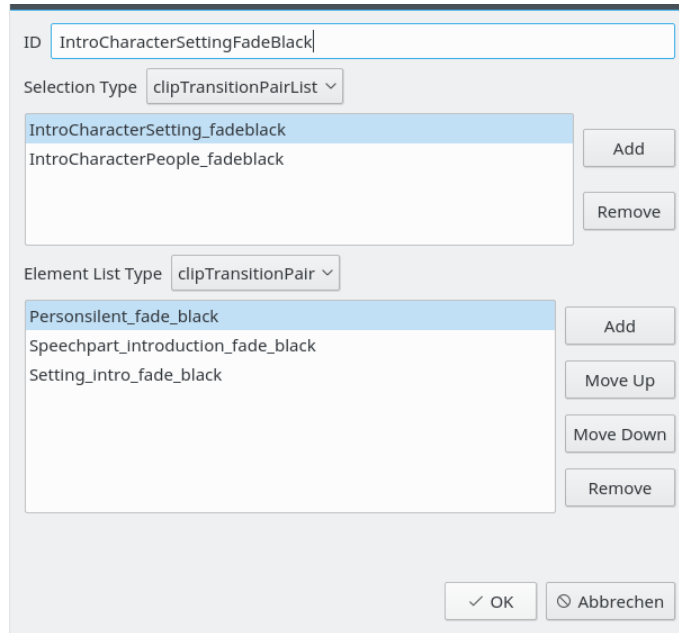 ID IntroCharacterSettingFadeBlack
Selection Type clipTransitionPairList
IntroCharacterSetting_fadeblack
IntroCharacterPeople_fadeblack
Add
Remove
Element List Type clipTransitionPair
Personsilent_fade_black
Speechpart_introduction_fade_black
Setting_intro_fade_black
Add
Move Up
Move Down
Remove
OK Abbrechen